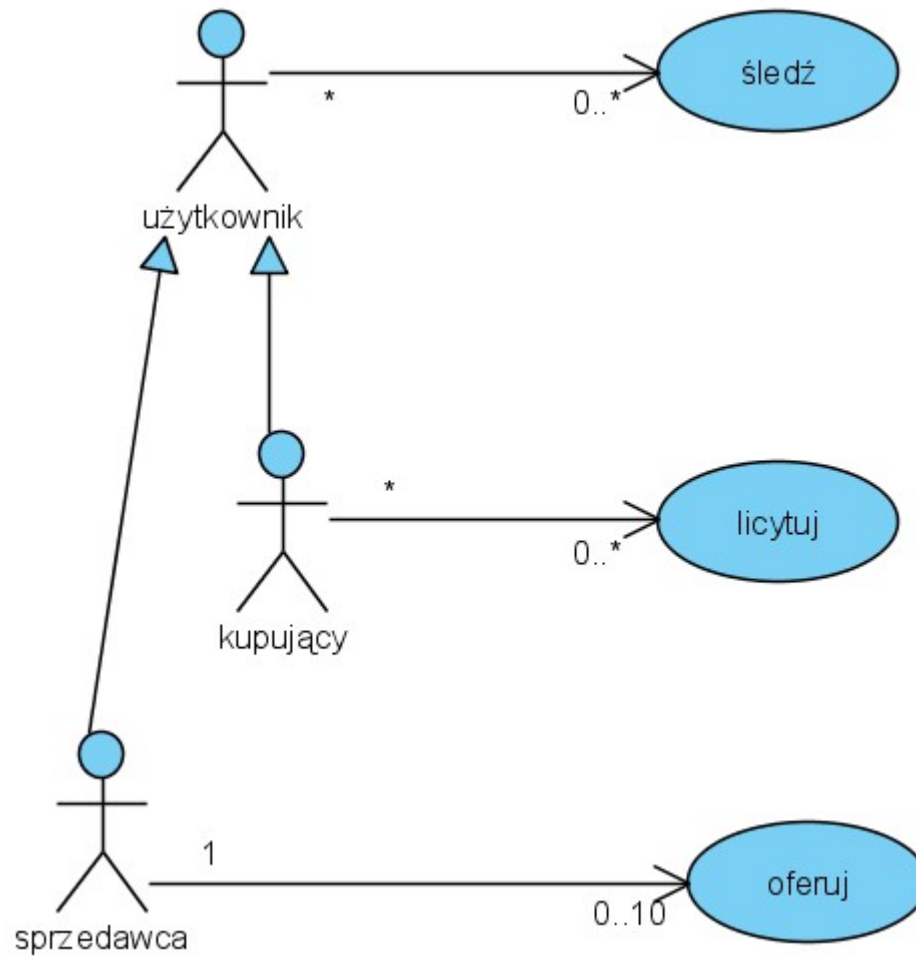 śledź
*
0..*
użytkownik
licytuj
*
0..*
kupujący
oferuj
1
0..10
sprzedawca